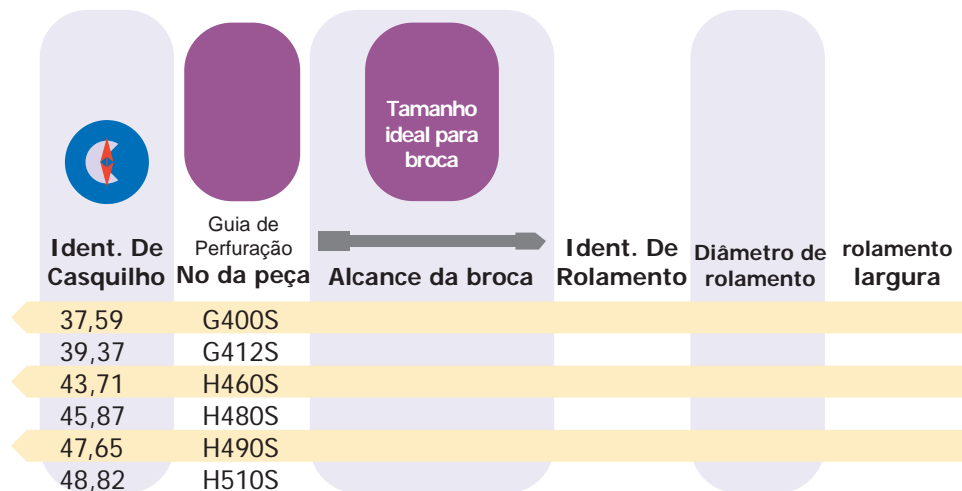 Tamanho
ideal para
broca
Ident. De
Casquilho
Guia de
Perfuração
No da peça
Alcance da broca
Ident. De
Rolamento
Diâmetro de
rolamento
rolamento
largura
37,59 G400S
39,37 G412S
43,71 H460S
45,87 H480S
47,65 H490S
48,82 H510S